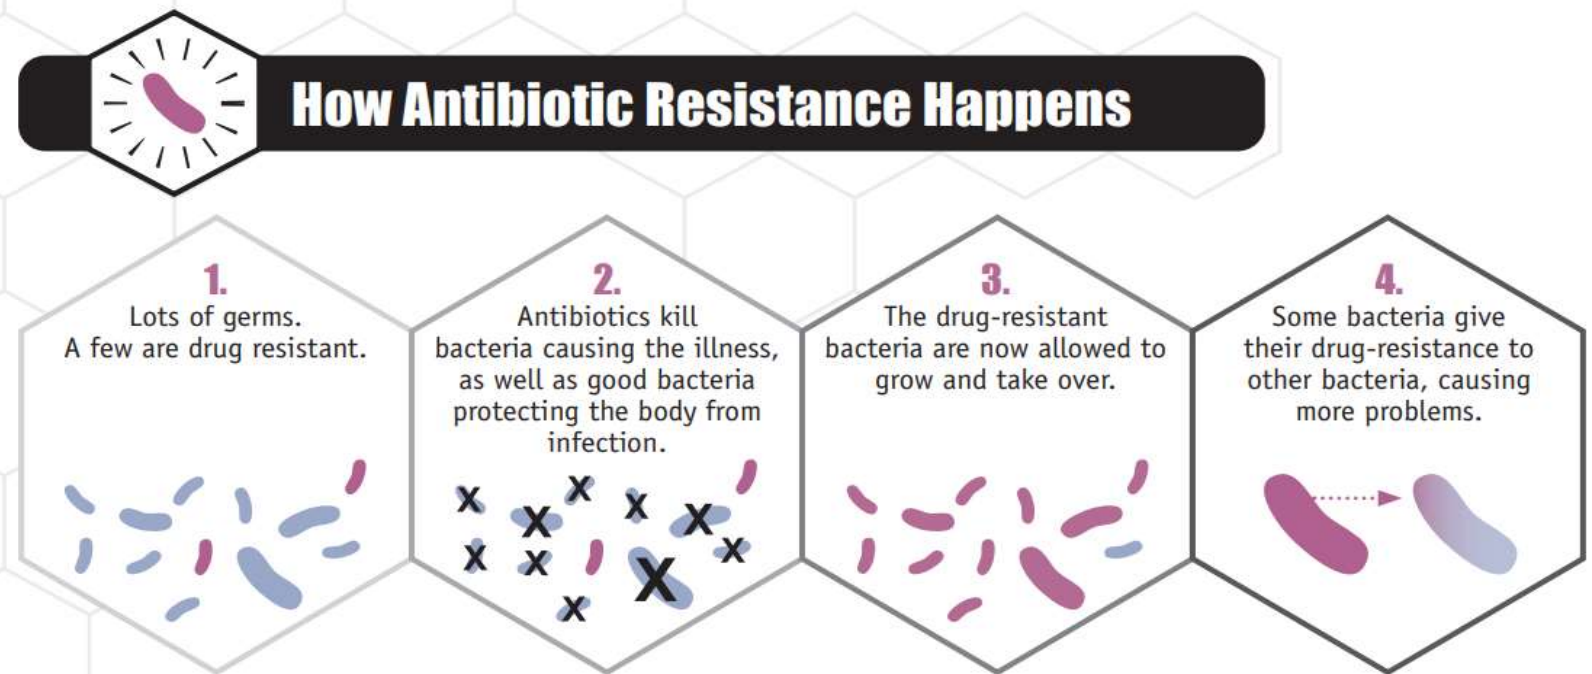 How Antibiotic Resistance Happens
1.
Lots of germs.
A few are drug resistant.
2.
Antibiotics kill
bacteria causing the illness,
as well as good bacteria
protecting the body from
infection.
X X X X X X X X X X
3.
The drug-resistant
bacteria are now allowed to
grow and take over.
4.
Some bacteria give
their drug-resistance to
other bacteria, causing
more problems.